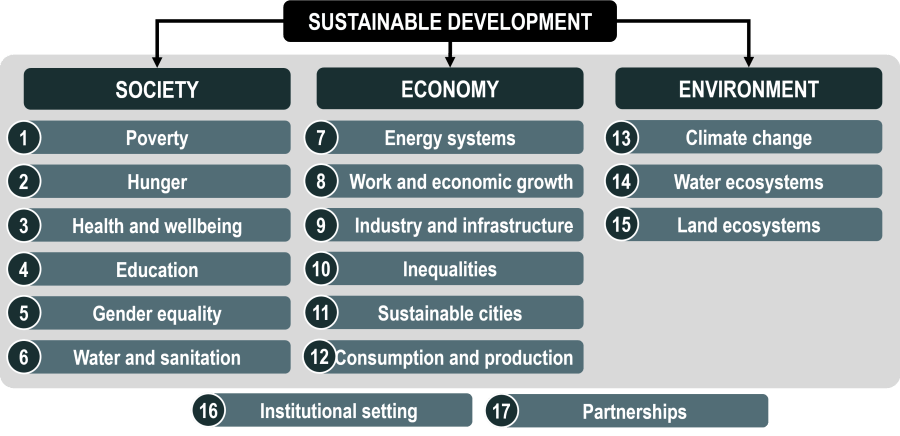 SUSTAINABLE DEVELOPMENT
SOCIETY
1 Poverty
2 Hunger
3 Health and wellbeing
4 Education
5 Gender equality
6 Water and sanitation
ECONOMY
7 Energy systems
8 Work and economic growth
9 Industry and infrastructure
10 Inequalities
11 Sustainable cities
12 Consumption and production
ENVIRONMENT
13 Climate change
14 Water ecosystems
15 Land ecosystems
16 Institutional setting
17 Partnerships